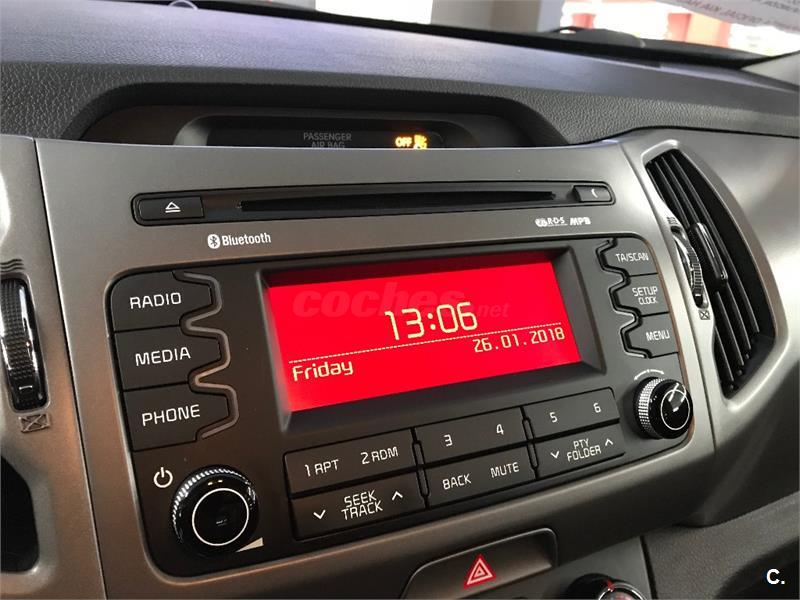 PASSENGER
AIR BAG
OFF
R·D·S MP3
Bluetooth
TA/SCAN
RADIO
SETUP
CLOCK
MEDIA
MENU
PHONE
coches.net
13:06
26.01.2018
Friday
1 RPT 2 RDM 3 4 5 6
SEEK
TRACK
BACK MUTE
PTY
FOLDER
C.